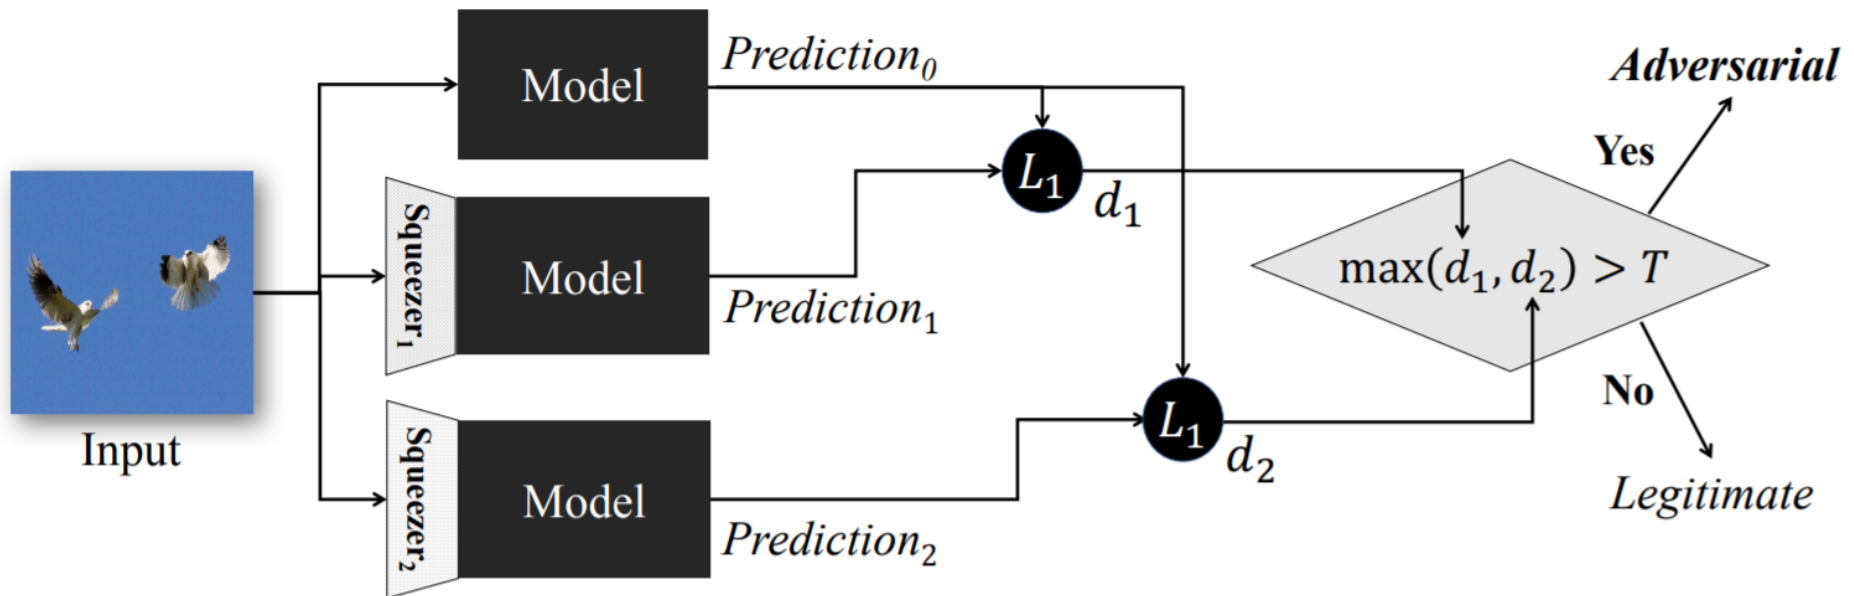 Input
Model
Prediction₀
Squeezer₁
Model
Prediction₁
Squeezer₂
Model
Prediction₂
L₁
d₁
L₁
d₂
max(d₁, d₂) > T
Yes
Adversarial
No
Legitimate